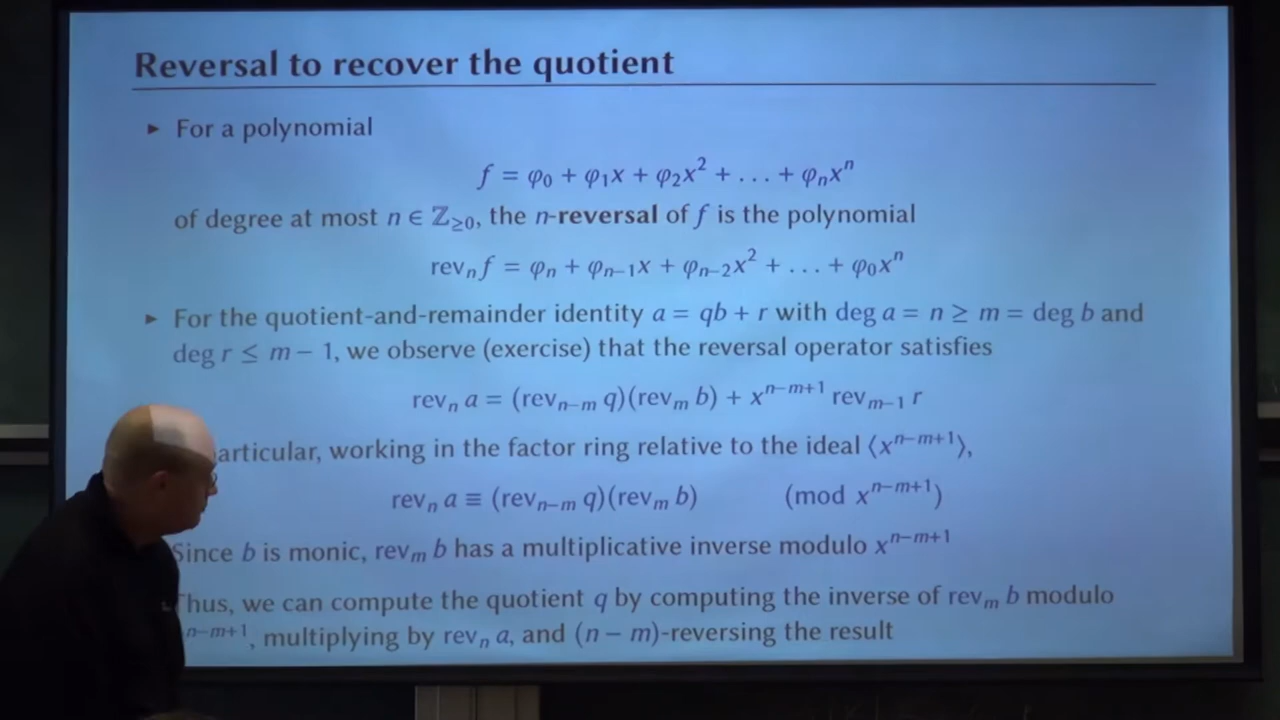 Reversal to recover the quotient
▸ For a polynomial
f = φ₀ + φ₁x + φ₂x² + . . . + φₙxⁿ
of degree at most n ∈ ℤ≥₀, the n-reversal of f is the polynomial
revₙ f = φₙ + φₙ₋₁x + φₙ₋₂x² + . . . + φ₀xⁿ
▸ For the quotient-and-remainder identity a = qb + r with deg a = n ≥ m = deg b and
deg r ≤ m − 1, we observe (exercise) that the reversal operator satisfies
revₙ a = (revₙ₋ₘ q)(revₘ b) + xⁿ⁻ᵐ⁺¹ revₘ₋₁ r
articular, working in the factor ring relative to the ideal ⟨xⁿ⁻ᵐ⁺¹⟩,
revₙ a ≡ (revₙ₋ₘ q)(revₘ b) (mod xⁿ⁻ᵐ⁺¹)
Since b is monic, revₘ b has a multiplicative inverse modulo xⁿ⁻ᵐ⁺¹
Thus, we can compute the quotient q by computing the inverse of revₘ b modulo
ⁿ⁻ᵐ⁺¹, multiplying by revₙ a, and (n − m)-reversing the result